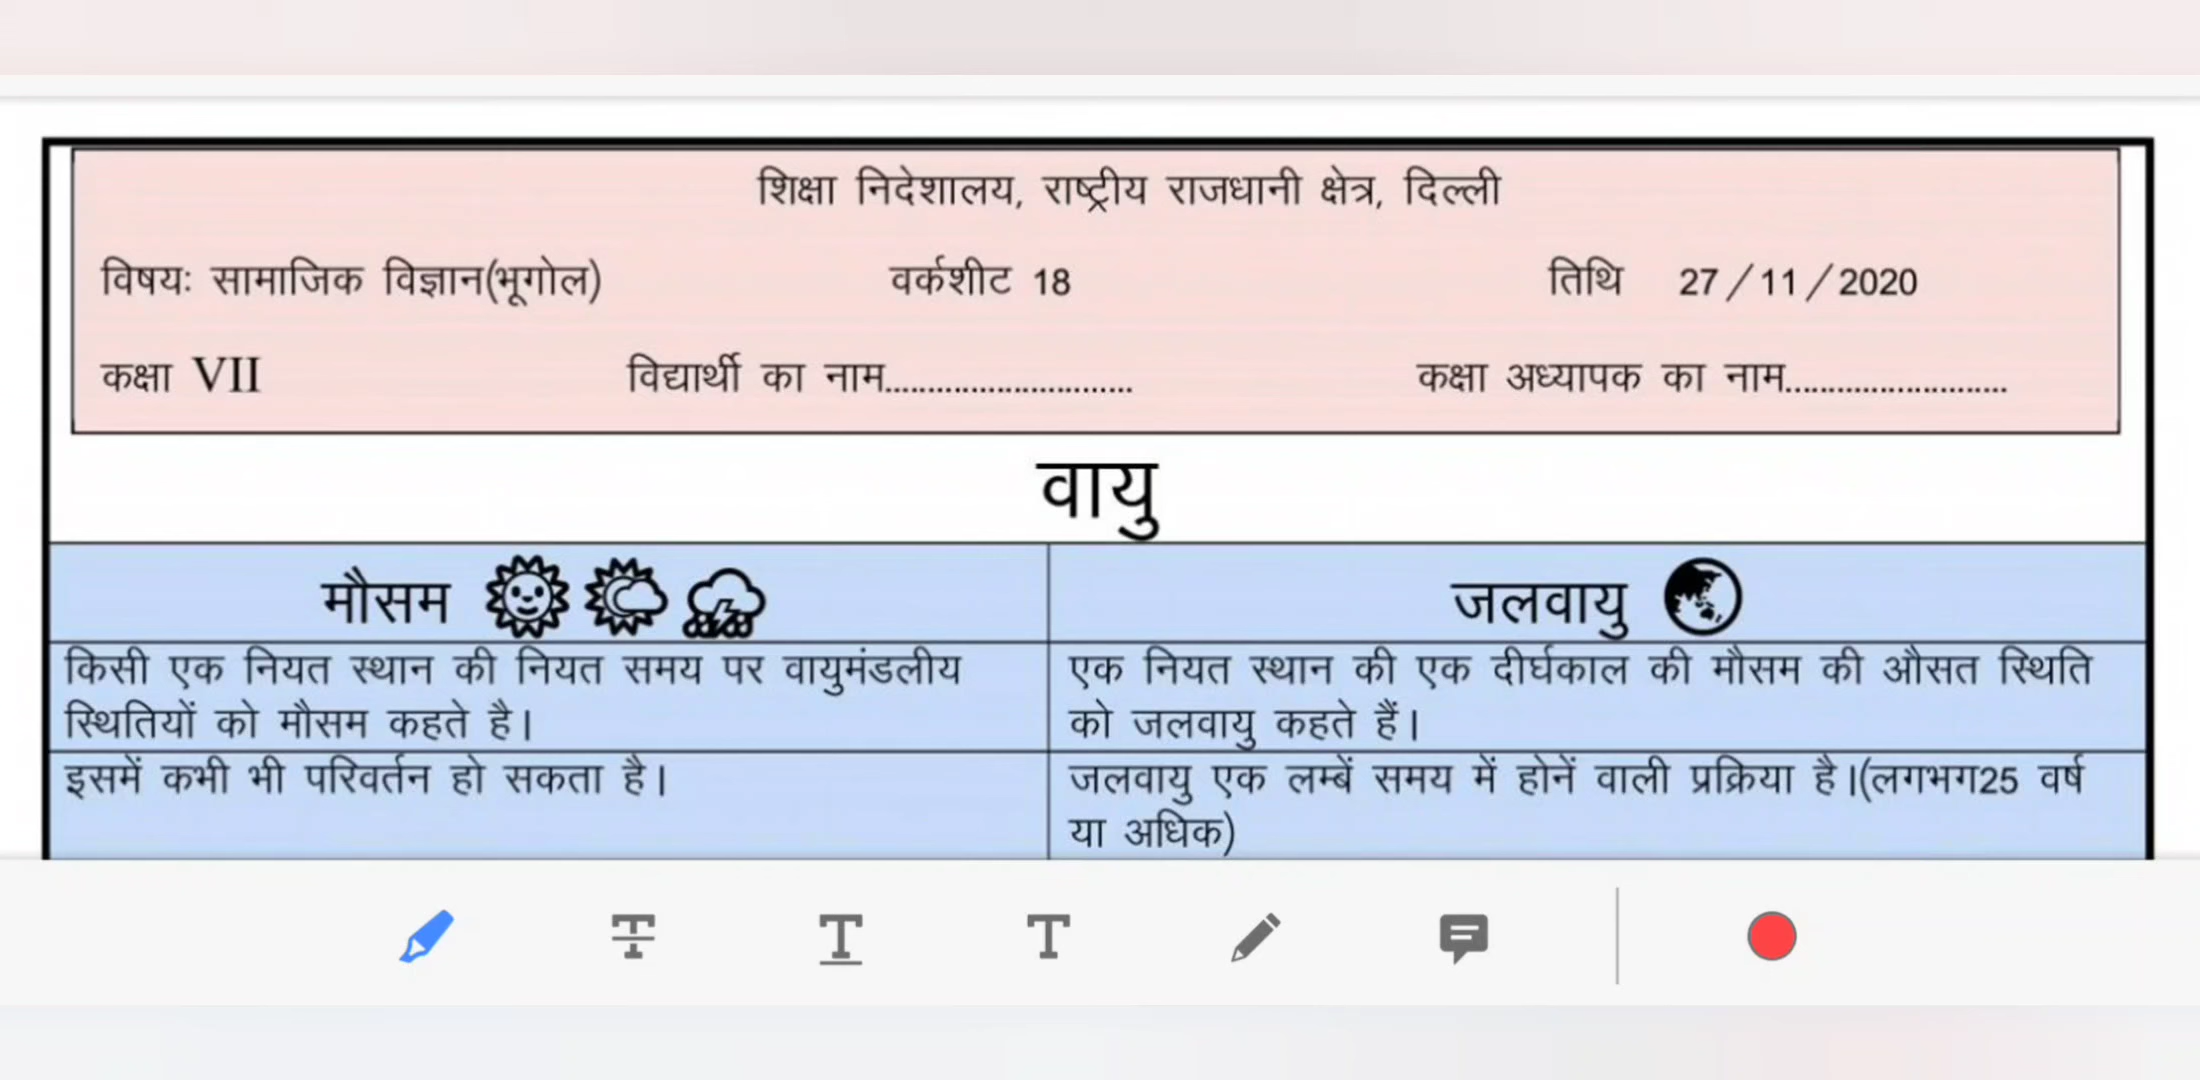 शिक्षा निदेशालय, राष्ट्रीय राजधानी क्षेत्र, दिल्ली
विषयः सामाजिक विज्ञान(भूगोल) वर्कशीट 18 तिथि 27/11/2020
कक्षा VII विद्यार्थी का नाम............................ कक्षा अध्यापक का नाम.........................
वायु
मौसम जलवायु
किसी एक नियत स्थान की नियत समय पर वायुमंडलीय
स्थितियों को मौसम कहते है।
एक नियत स्थान की एक दीर्घकाल की मौसम की औसत स्थिति
को जलवायु कहते हैं।
इसमें कभी भी परिवर्तन हो सकता है।
जलवायु एक लम्बें समय में होनें वाली प्रक्रिया है।(लगभग25 वर्ष
या अधिक)